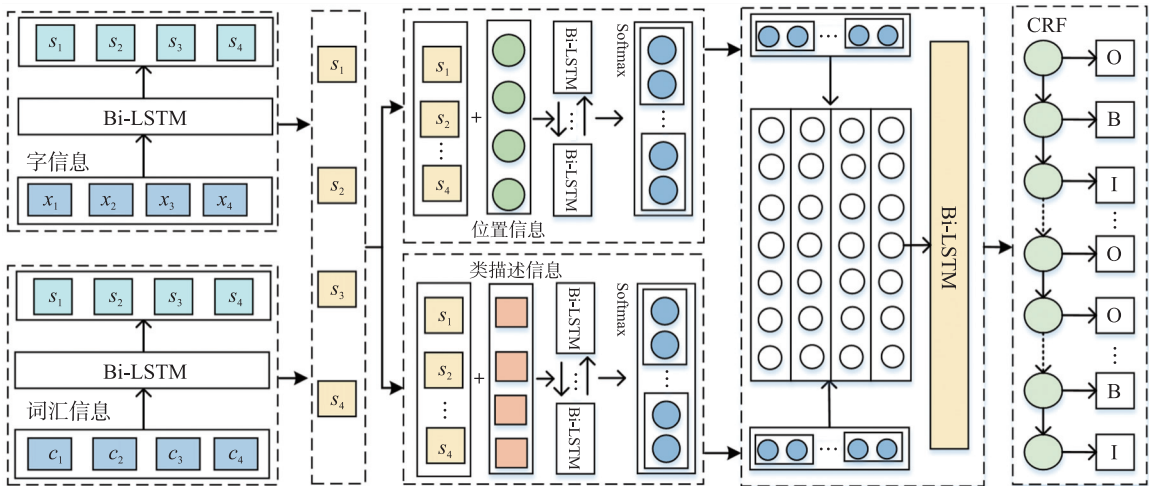 s₁ s₂ s₃ s₄
Bi-LSTM
字信息
x₁ x₂ x₃ x₄
s₁ s₂ s₃ s₄
Bi-LSTM
词汇信息
c₁ c₂ c₃ c₄
s₁
s₂
s₃
s₄
s₁
s₂
⋮
s₄
+
位置信息
Bi-LSTM
...
Bi-LSTM
Softmax
⋮
类描述信息
s₁
s₂
⋮
s₄
+
Bi-LSTM
...
Bi-LSTM
Softmax
⋮
...
...
Bi-LSTM
CRF
O
B
I
⋮
O
O
⋮
B
I